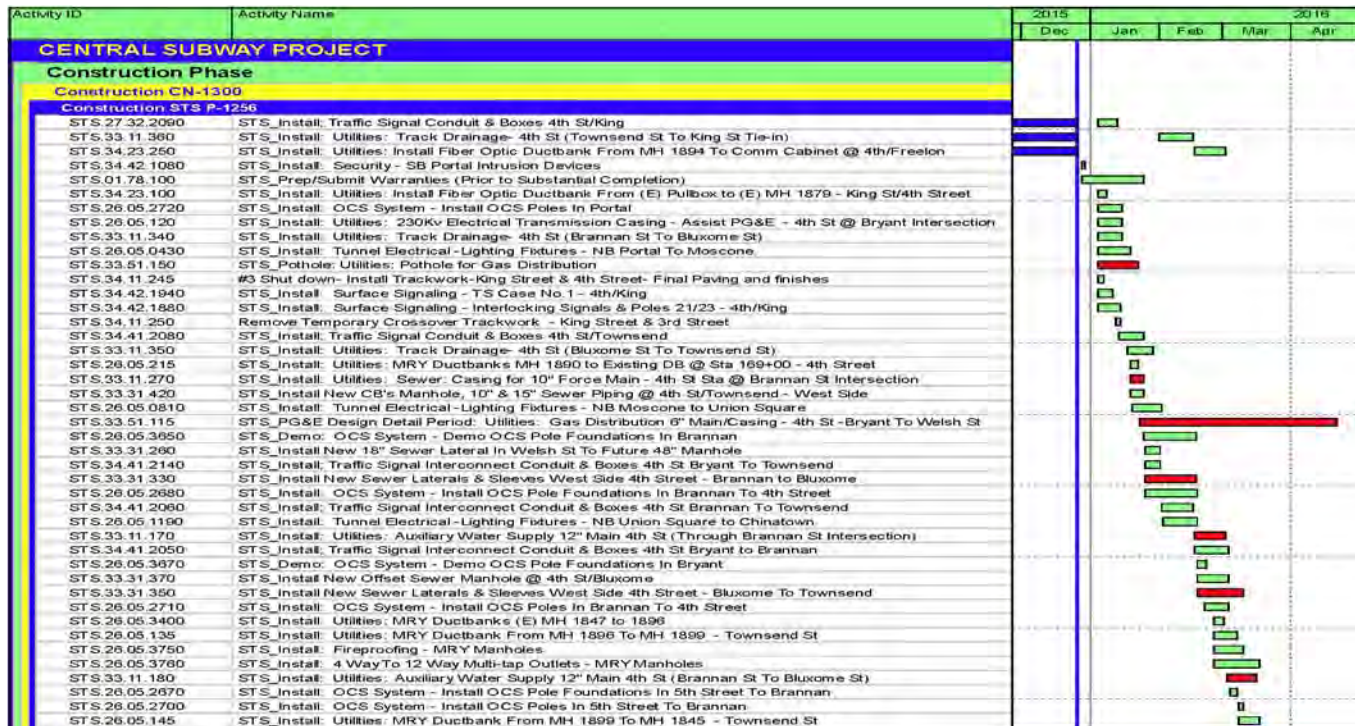 Activity ID Activity Name 2015 2016
Dec Jan Feb Mar Apr
CENTRAL SUBWAY PROJECT
Construction Phase
Construction CN-1300
Construction STS P-1256
STS.27.32.2090 STS_Install; Traffic Signal Conduit & Boxes 4th St/King
STS.33.11.360 STS_Install: Utilities: Track Drainage- 4th St (Townsend St To King St Tie-in)
STS.34.23.250 STS_Install: Utilities: Install Fiber Optic Ductbank From MH 1894 To Comm Cabinet @ 4th/Freelon
STS.34.42.1080 STS_Install: Security - SB Portal Intrusion Devices
STS.01.78.100 STS_Prep/Submit Warranties (Prior to Substantial Completion)
STS.34.23.100 STS_Install: Utilities: Install Fiber Optic Ductbank From (E) Pullbox to (E) MH 1879 - King St/4th Street
STS.26.05.2720 STS_Install: OCS System - Install OCS Poles In Portal
STS.26.05.120 STS_Install: Utilities: 230Kv Electrical Transmission Casing - Assist PG&E - 4th St @ Bryant Intersection
STS.33.11.340 STS_Install: Utilities: Track Drainage- 4th St (Brannan St To Bluxome St)
STS.26.05.0430 STS_Install: Tunnel Electrical -Lighting Fixtures - NB Portal To Moscone
STS.33.51.150 STS_Pothole: Utilities: Pothole for Gas Distribution
STS.34.11.245 #3 Shut down- Install Trackwork-King Street & 4th Street- Final Paving and finishes
STS.34.42.1940 STS_Install: Surface Signaling - TS Case No.1 - 4th/King
STS.34.42.1880 STS_Install: Surface Signaling - Interlocking Signals & Poles 21/23 - 4th/King
STS.34.11.250 Remove Temporary Crossover Trackwork - King Street & 3rd Street
STS.34.41.2080 STS_Install; Traffic Signal Conduit & Boxes 4th St/Townsend
STS.33.11.350 STS_Install: Utilities: Track Drainage- 4th St (Bluxome St To Townsend St)
STS.26.05.215 STS_Install: Utilities: MRY Ductbanks MH 1890 to Existing DB @ Sta 169+00 - 4th Street
STS.33.11.270 STS_Install: Utilities: Sewer: Casing for 10" Force Main - 4th St Sta @ Brannan St Intersection
STS.33.31.420 STS_Install New CB's Manhole, 10" & 15" Sewer Piping @ 4th St/Townsend - West Side
STS.26.05.0810 STS_Install: Tunnel Electrical -Lighting Fixtures - NB Moscone to Union Square
STS.33.51.115 STS_PG&E Design Detail Period: Utilities: Gas Distribution 6" Main/Casing - 4th St -Bryant To Welsh St
STS.26.05.3650 STS_Demo: OCS System - Demo OCS Pole Foundations In Brannan
STS.33.31.260 STS_Install New 18" Sewer Lateral In Welsh St To Future 48" Manhole
STS.34.41.2140 STS_Install; Traffic Signal Interconnect Conduit & Boxes 4th St Bryant To Townsend
STS.33.31.330 STS_Install New Sewer Laterals & Sleeves West Side 4th Street - Brannan to Bluxome
STS.26.05.2680 STS_Install: OCS System - Install OCS Pole Foundations In Brannan To 4th Street
STS.34.41.2060 STS_Install; Traffic Signal Interconnect Conduit & Boxes 4th St Brannan To Townsend
STS.26.05.1190 STS_Install: Tunnel Electrical -Lighting Fixtures - NB Union Square to Chinatown
STS.33.11.170 STS_Install: Utilities: Auxiliary Water Supply 12" Main 4th St (Through Brannan St Intersection)
STS.34.41.2050 STS_Install; Traffic Signal Interconnect Conduit & Boxes 4th St Bryant to Brannan
STS.26.05.3670 STS_Demo: OCS System - Demo OCS Pole Foundations In Bryant
STS.33.31.370 STS_Install New Offset Sewer Manhole @ 4th St/Bluxome
STS.33.31.350 STS_Install New Sewer Laterals & Sleeves West Side 4th Street - Bluxome To Townsend
STS.26.05.2710 STS_Install: OCS System - Install OCS Poles In Brannan To 4th Street
STS.26.05.3400 STS_Install: Utilities: MRY Ductbanks (E) MH 1847 to 1896
STS.26.05.135 STS_Install: Utilities: MRY Ductbank From MH 1896 To MH 1899 - Townsend St
STS.26.05.3750 STS_Install: Fireproofing - MRY Manholes
STS.26.05.3760 STS_Install: 4 Way To 12 Way Multi-tap Outlets - MRY Manholes
STS.33.11.180 STS_Install: Utilities: Auxiliary Water Supply 12" Main 4th St (Brannan St To Bluxome St)
STS.26.05.2670 STS_Install: OCS System - Install OCS Pole Foundations In 5th Street To Brannan
STS.26.05.2700 STS_Install: OCS System - Install OCS Poles In 5th Street To Brannan
STS.26.05.145 STS_Install: Utilities: MRY Ductbank From MH 1899 To MH 1845 - Townsend St